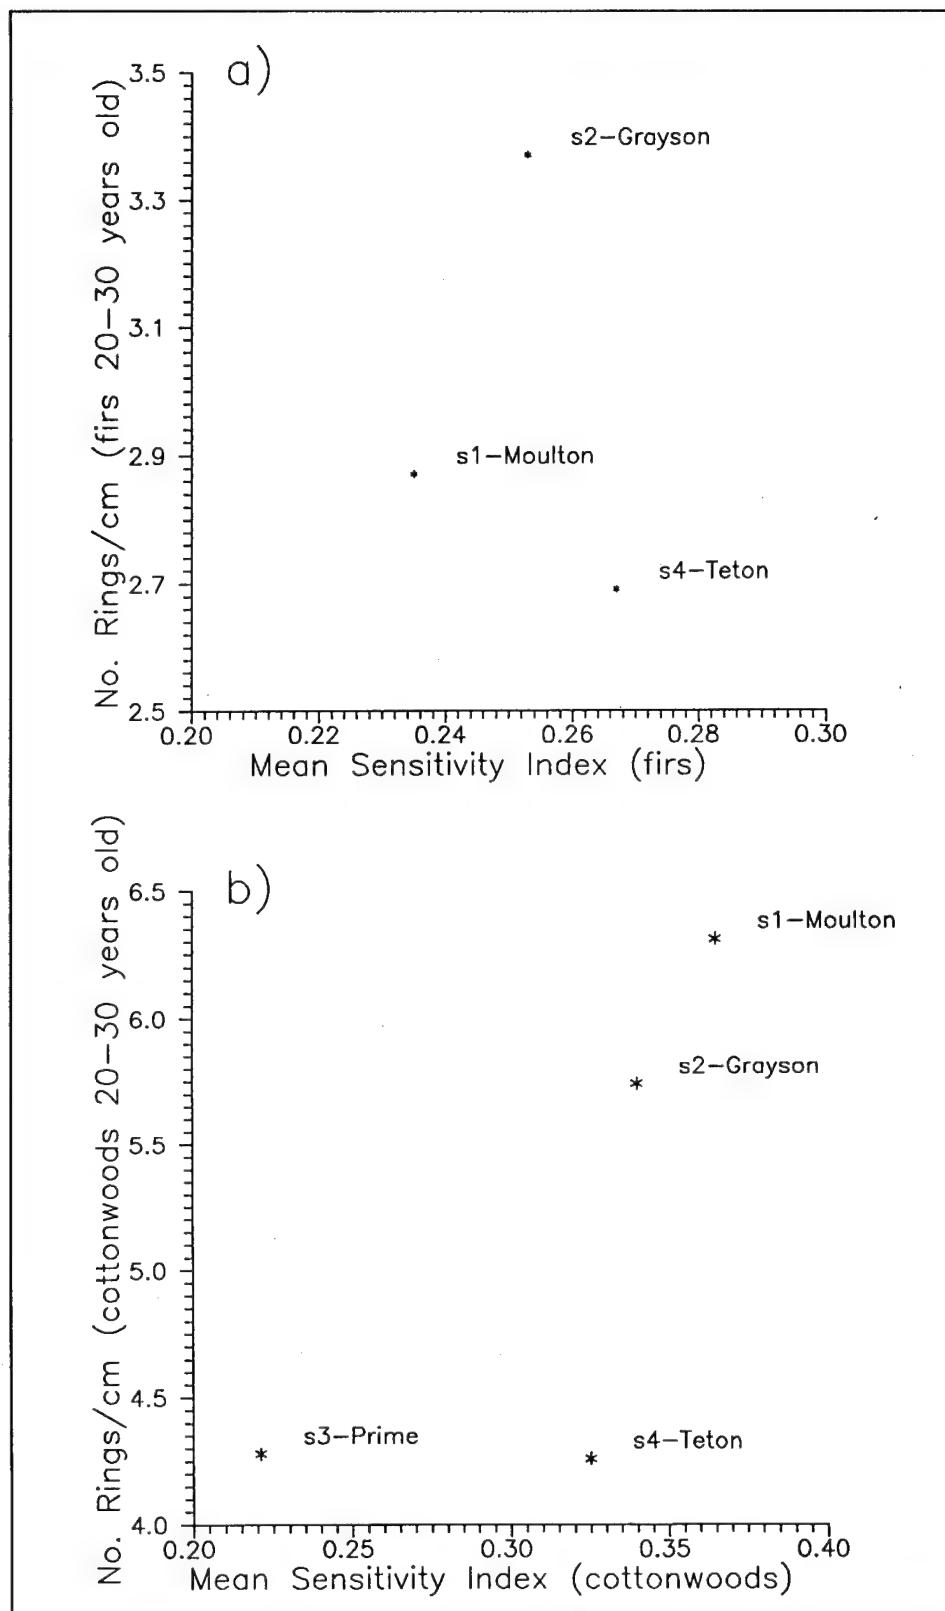 a)
No. Rings/cm (firs 20-30 years old)
3.5
3.3
3.1
2.9
2.7
2.5
s2-Grayson
s1-Moulton
s4-Teton
0.20 0.22 0.24 0.26 0.28 0.30
Mean Sensitivity Index (firs)
b)
No. Rings/cm (cottonwoods 20-30 years old)
6.5
6.0
5.5
5.0
4.5
4.0
s1-Moulton
s2-Grayson
s3-Prime
s4-Teton
0.20 0.25 0.30 0.35 0.40
Mean Sensitivity Index (cottonwoods)